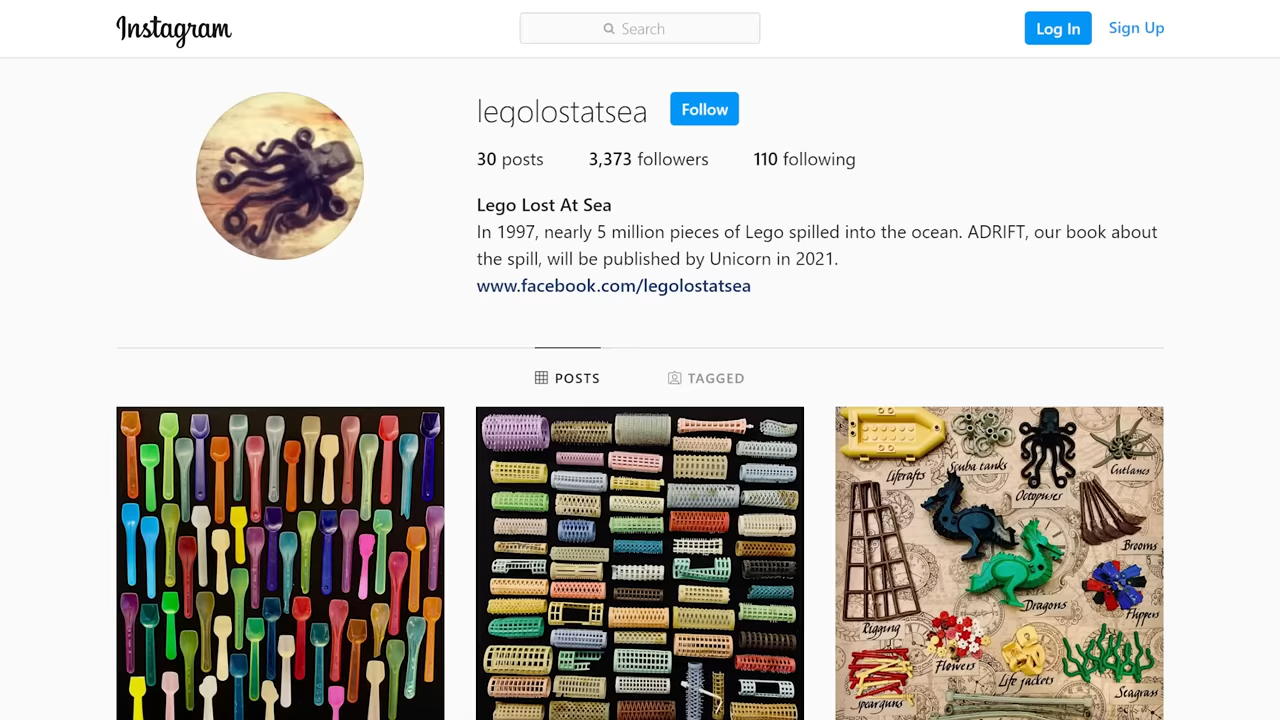 Instagram
Search
Log In
Sign Up
legolostatsea
Follow
30 posts 3,373 followers 110 following
Lego Lost At Sea
In 1997, nearly 5 million pieces of Lego spilled into the ocean. ADRIFT, our book about
the spill, will be published by Unicorn in 2021.
www.facebook.com/legolostatsea
POSTS
TAGGED
Liferafts
Scuba tanks
Octopuses
Cutlasses
Brooms
Dragons
Flippers
Rigging
Flowers
Life jackets
Seagrass
Spearguns